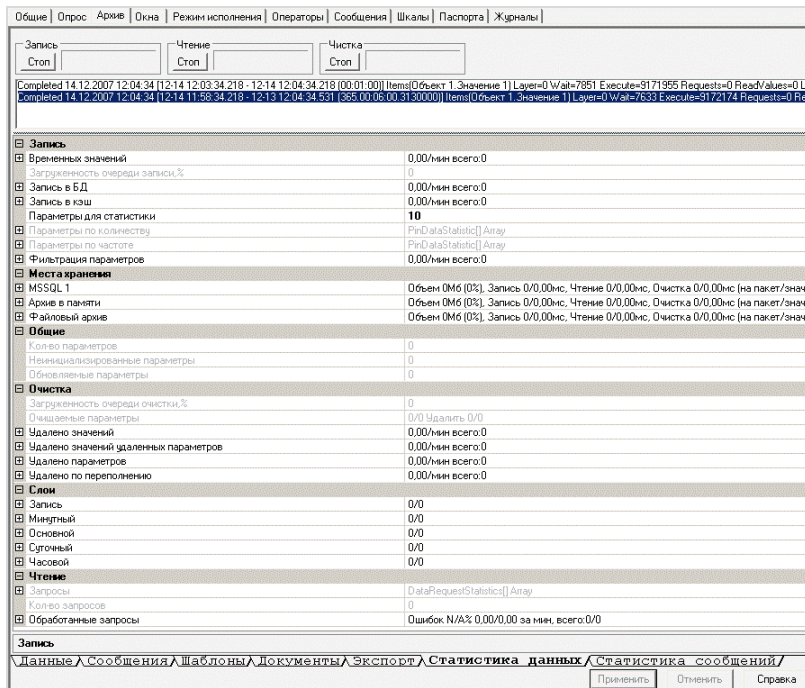 Общие Опрос Архив Окна Режим исполнения Операторы Сообщения Шкалы Паспорта Журналы
Запись Чтение Чистка
Стоп Стоп Стоп
Completed 14.12.2007 12:04:34 [12-14 12:03:34.218 - 12-14 12:04:34.218 (00:01:00)] Items(Объект 1.Значение 1) Layer=0 Wait=7851 Execute=9171955 Requests=0 ReadValues=0 L
Completed 14.12.2007 12:04:34 [12-14 11:58:34.218 - 12-13 12:04:34.531 (365.00:06:00.3130000)] Items(Объект 1.Значение 1) Layer=0 Wait=7633 Execute=9172174 Requests=0 Re
Запись
Временных значений 0,00/мин всего:0
Загруженность очереди записи,% 0
Запись в БД 0,00/мин всего:0
Запись в кэш 0,00/мин всего:0
Параметры для статистики 10
Параметры по количеству PinDataStatistic[] Array
Параметры по частоте PinDataStatistic[] Array
Фильтрация параметров 0,00/мин всего:0
Места хранения
MSSQL 1 Объем 0Мб (0%), Запись 0/0,00мс, Чтение 0/0,00мс, Очистка 0/0,00мс (на пакет/знач
Архив в памяти Объем 0Мб (0%), Запись 0/0,00мс, Чтение 0/0,00мс, Очистка 0/0,00мс (на пакет/знач
Файловый архив Объем 0Мб (0%), Запись 0/0,00мс, Чтение 0/0,00мс, Очистка 0/0,00мс (на пакет/знач
Общие
Кол-во параметров 0
Неинициализированные параметры 0
Обновляемые параметры 0
Очистка
Загруженность очереди очистки,% 0
Очищаемые параметры 0/0 Удалить 0/0
Удалено значений 0,00/мин всего:0
Удалено значений удаленных параметров 0,00/мин всего:0
Удалено параметров 0,00/мин всего:0
Удалено по переполнению 0,00/мин всего:0
Слои
Запись 0/0
Минутный 0/0
Основной 0/0
Суточный 0/0
Часовой 0/0
Чтение
Запросы DataRequestStatistics[] Array
Кол-во запросов 0
Обработанные запросы Ошибок N/A% 0,00/0,00 за мин, всего:0/0
Запись
Данные Сообщения Шаблоны Документы Экспорт Статистика данных Статистика сообщений
Применить Отменить Справка